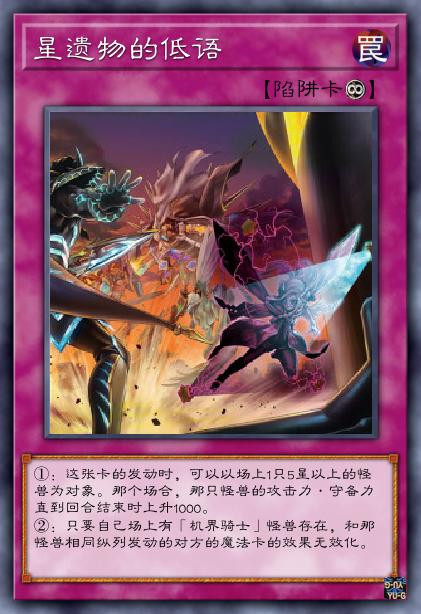 星遗物的低语
罠
【陷阱卡】
①：这张卡的发动时，可以以场上1只5星以上的怪
兽为对象。那个场合，那只怪兽的攻击力·守备力
直到回合结束时上升1000。
②：只要自己场上有「机界骑士」怪兽存在，和那
怪兽相同纵列发动的对方的魔法卡的效果无效化。
YU-G